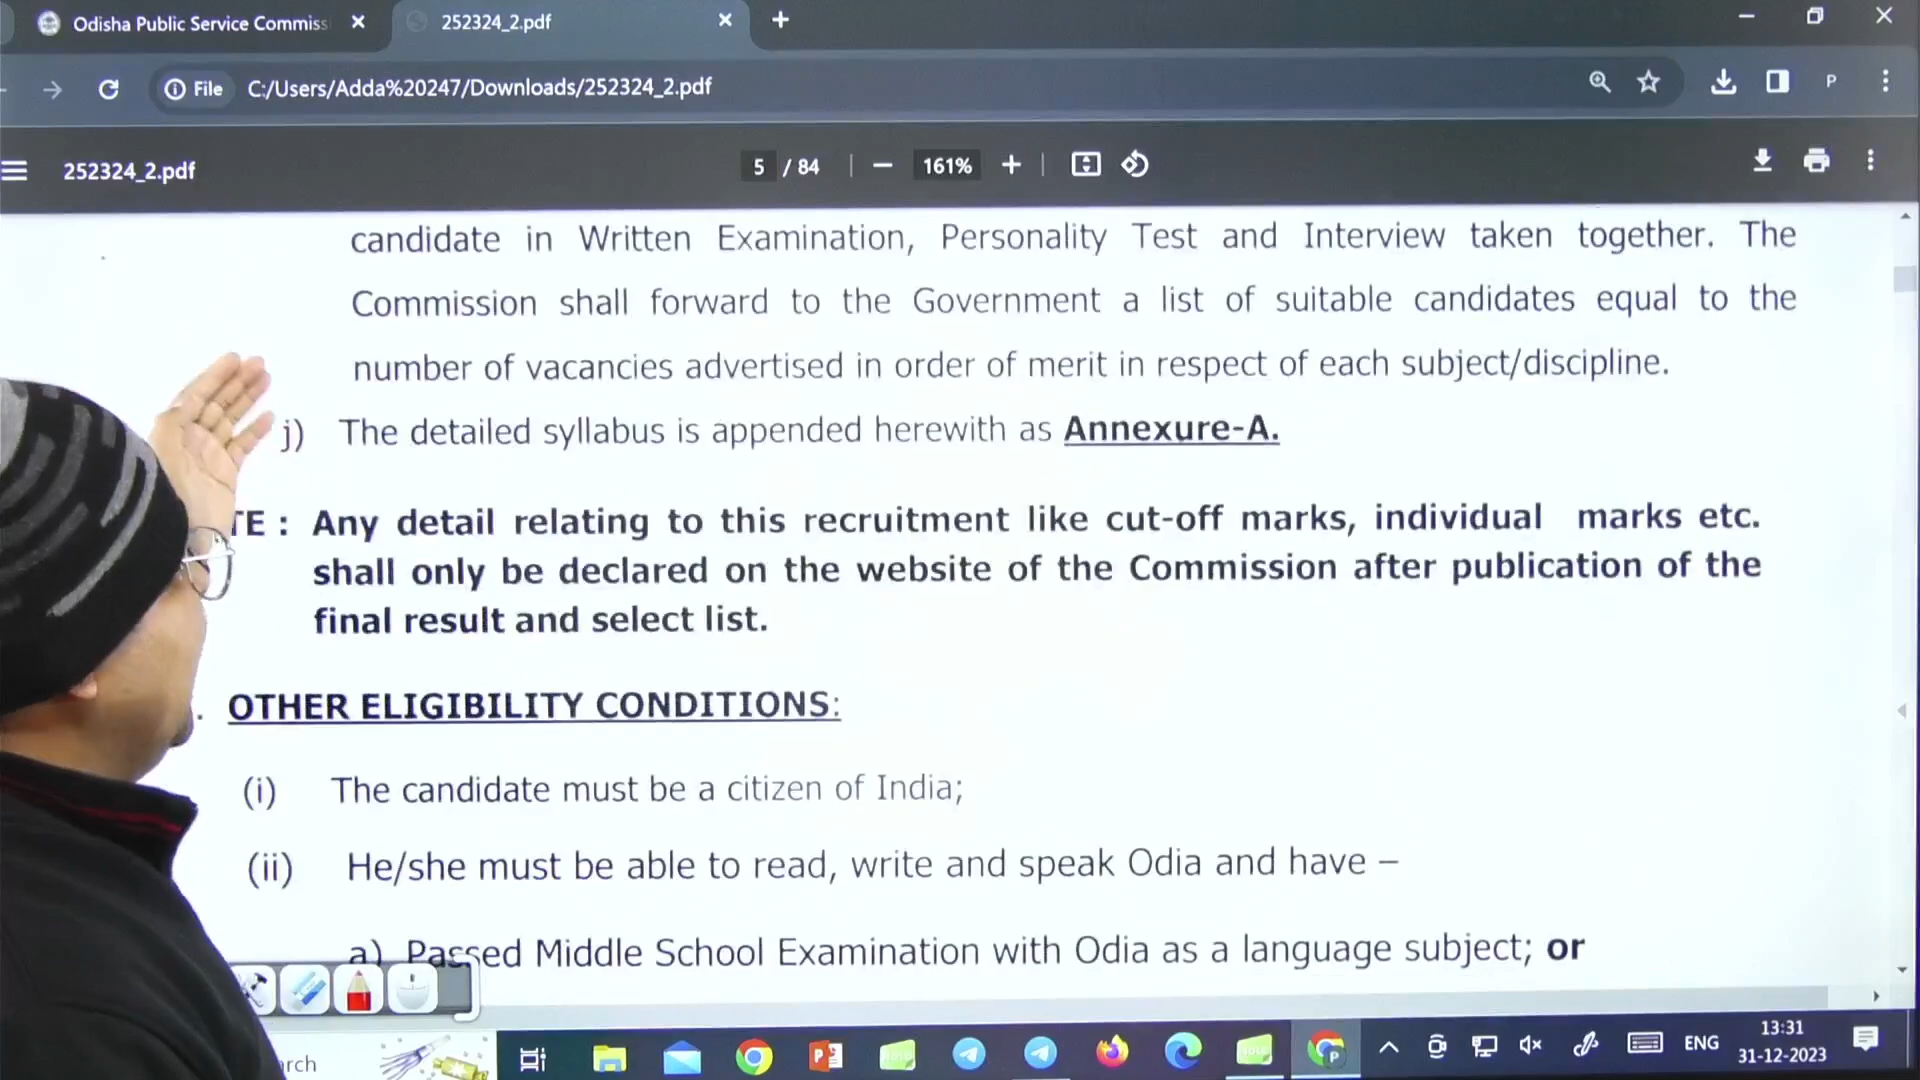 Odisha Public Service Commiss
252324_2.pdf
File
C:/Users/Adda%20247/Downloads/252324_2.pdf
P
252324_2.pdf
5 / 84
161%
candidate in Written Examination, Personality Test and Interview taken together. The
Commission shall forward to the Government a list of suitable candidates equal to the
number of vacancies advertised in order of merit in respect of each subject/discipline.
j) The detailed syllabus is appended herewith as Annexure-A.
TE : Any detail relating to this recruitment like cut-off marks, individual marks etc.
shall only be declared on the website of the Commission after publication of the
final result and select list.
OTHER ELIGIBILITY CONDITIONS:
(i) The candidate must be a citizen of India;
(ii) He/she must be able to read, write and speak Odia and have –
a) Passed Middle School Examination with Odia as a language subject; or
rch
ENG
13:31
31-12-2023